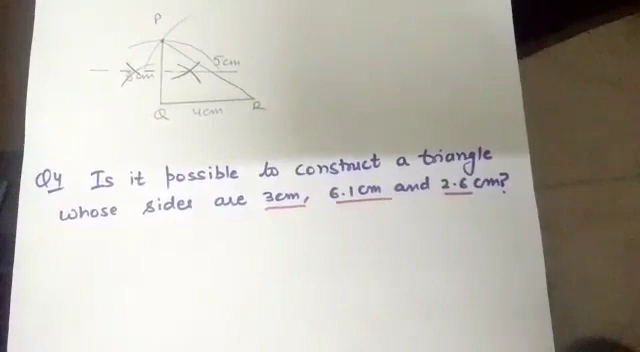 P
5cm
Q
4cm
R
Q4 Is it possible to construct a triangle
whose sides are 3cm, 6.1cm and 2.6cm?